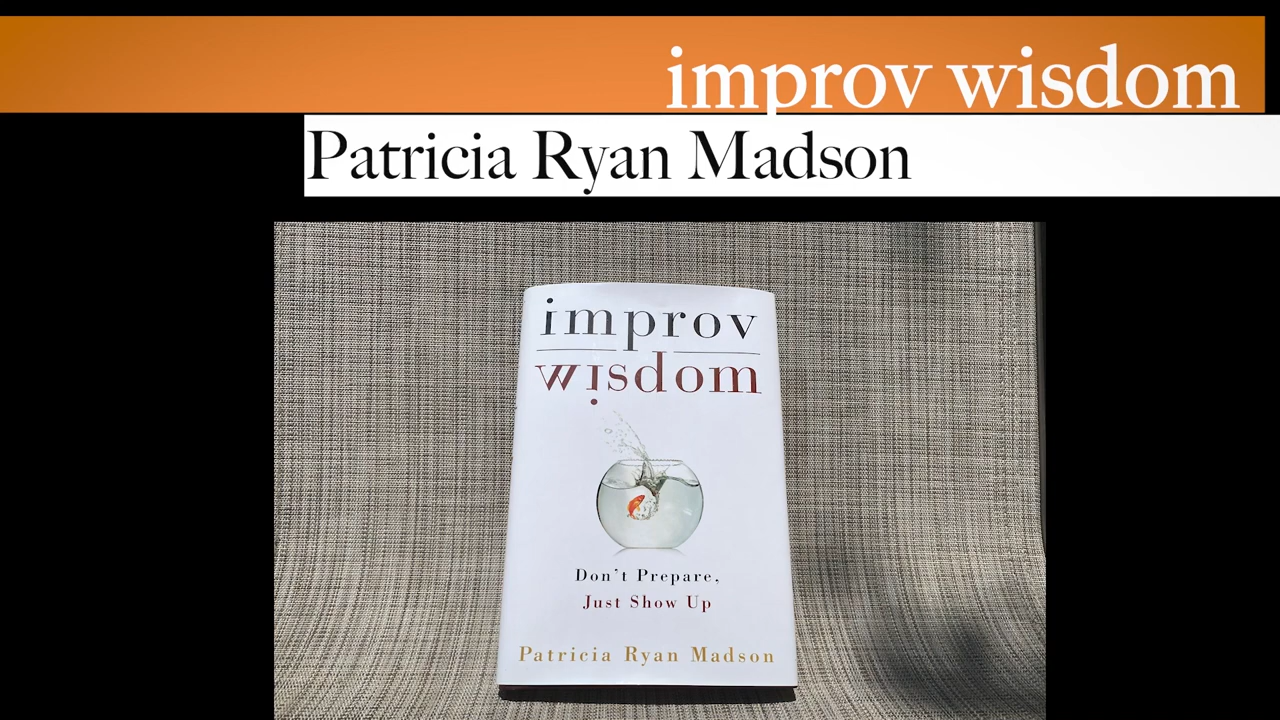 improv wisdom
Patricia Ryan Madson
improv
wisdom
Don't Prepare,
Just Show Up
Patricia Ryan Madson